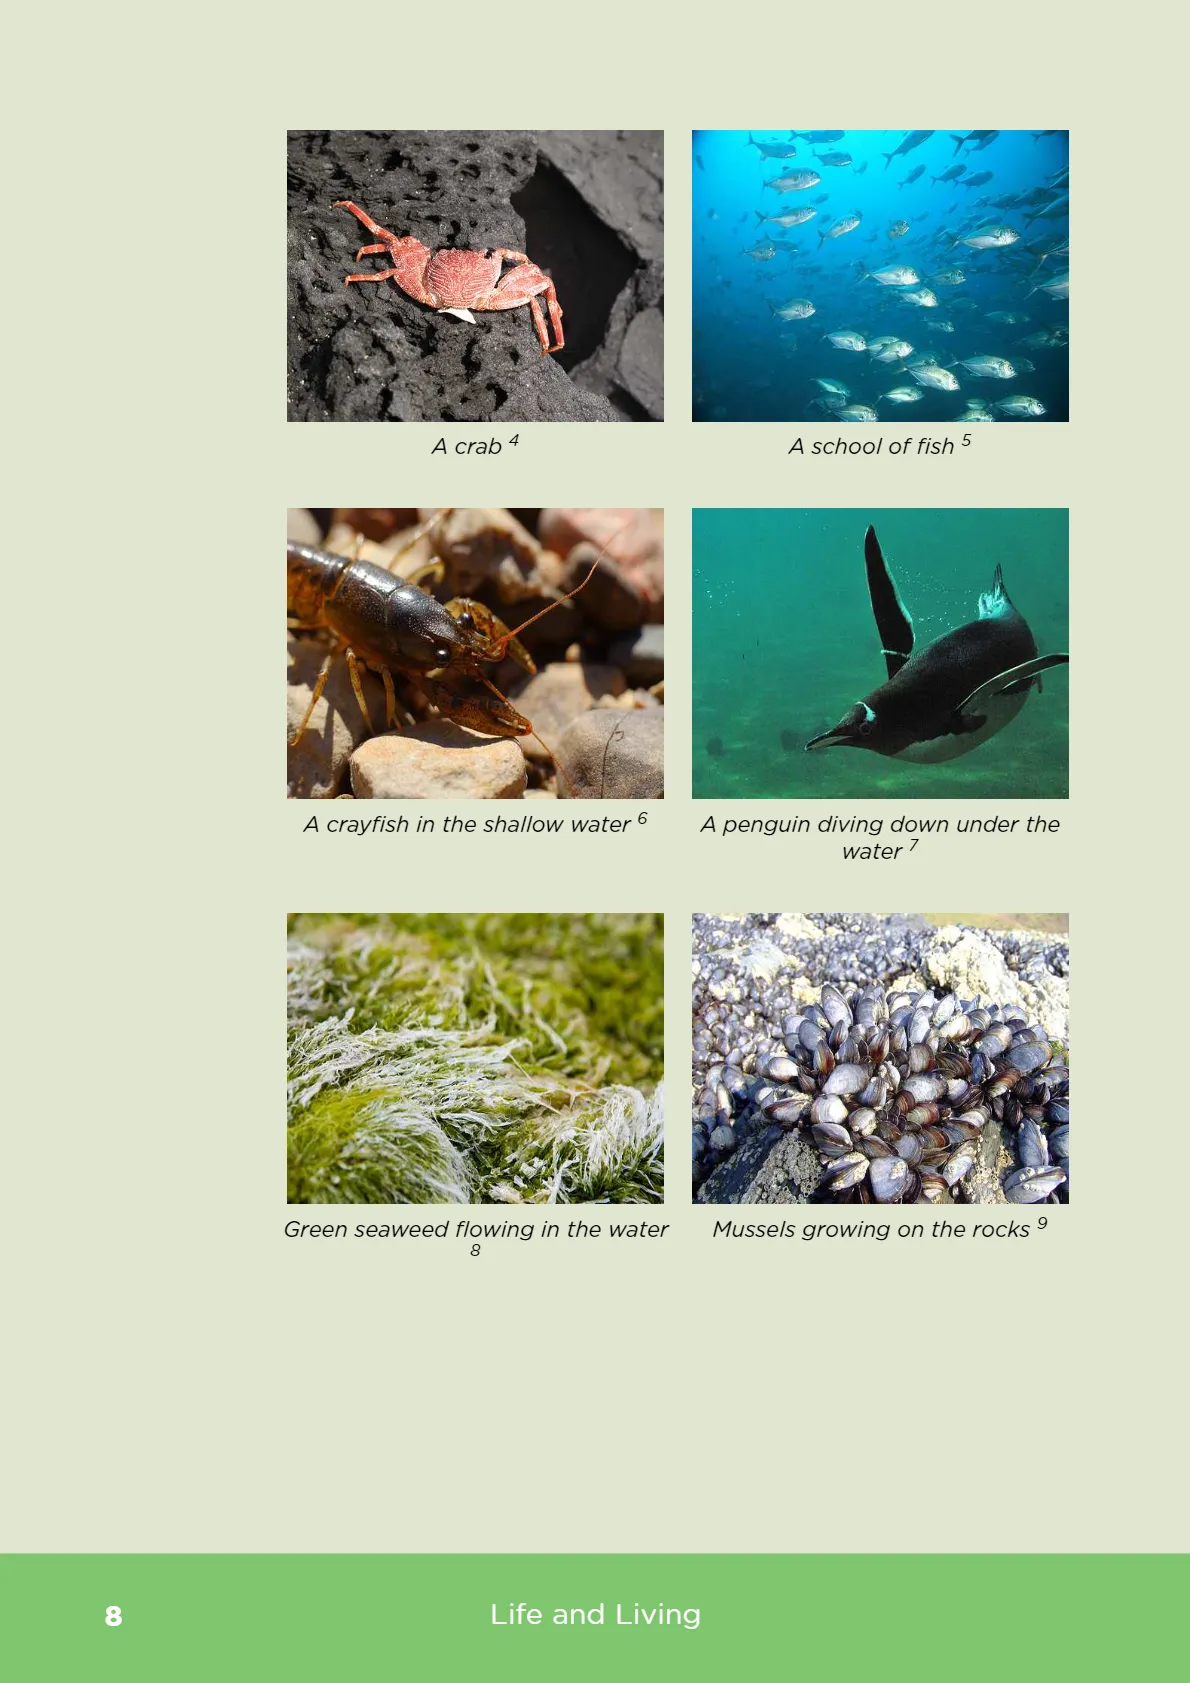 A crab 4
A school of fish 5
A crayfish in the shallow water 6
A penguin diving down under the
water 7
Green seaweed flowing in the water
8
Mussels growing on the rocks 9
8
Life and Living